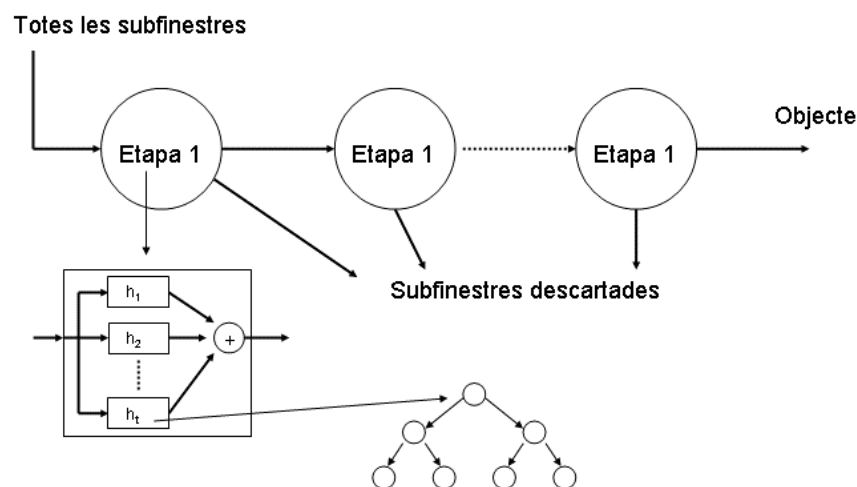 Totes les subfinestres
Objecte
Etapa 1
Etapa 1
Etapa 1
Subfinestres descartades
h1
h2
+
ht